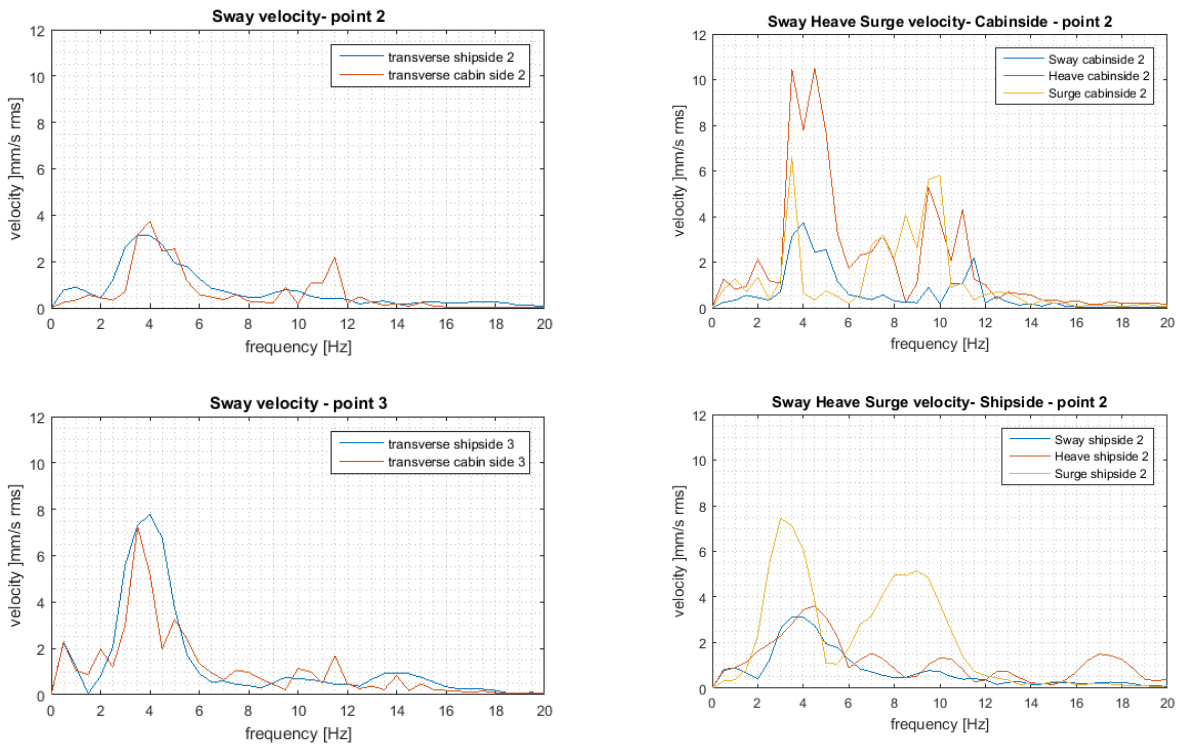 Sway velocity- point 2
12
10
8
6
4
2
0
velocity ]mm/s rms)
transverse shipside 2
transverse cabin side 2
0 2 4 6 8 10 12 14 16 18 20
frequency [Hz]
Sway Heave Surge velocity- Cabinside - point 2
12
10
8
6
4
2
0
velocity ]mm/s rms)
Sway cabinside 2
Heave cabinside 2
Surge cabinside 2
0 2 4 6 8 10 12 14 16 18 20
frequency [Hz]
Sway velocity - point 3
12
10
8
6
4
2
0
velocity ]mm/s rms)
transverse shipside 3
transverse cabin side 3
0 2 4 6 8 10 12 14 16 18 20
frequency [Hz]
Sway Heave Surge velocity- Shipside - point 2
12
10
8
6
4
2
0
velocity ]mm/s rms)
Sway shipside 2
Heave shipside 2
Surge shipside 2
0 2 4 6 8 10 12 14 16 18 20
frequency [Hz]